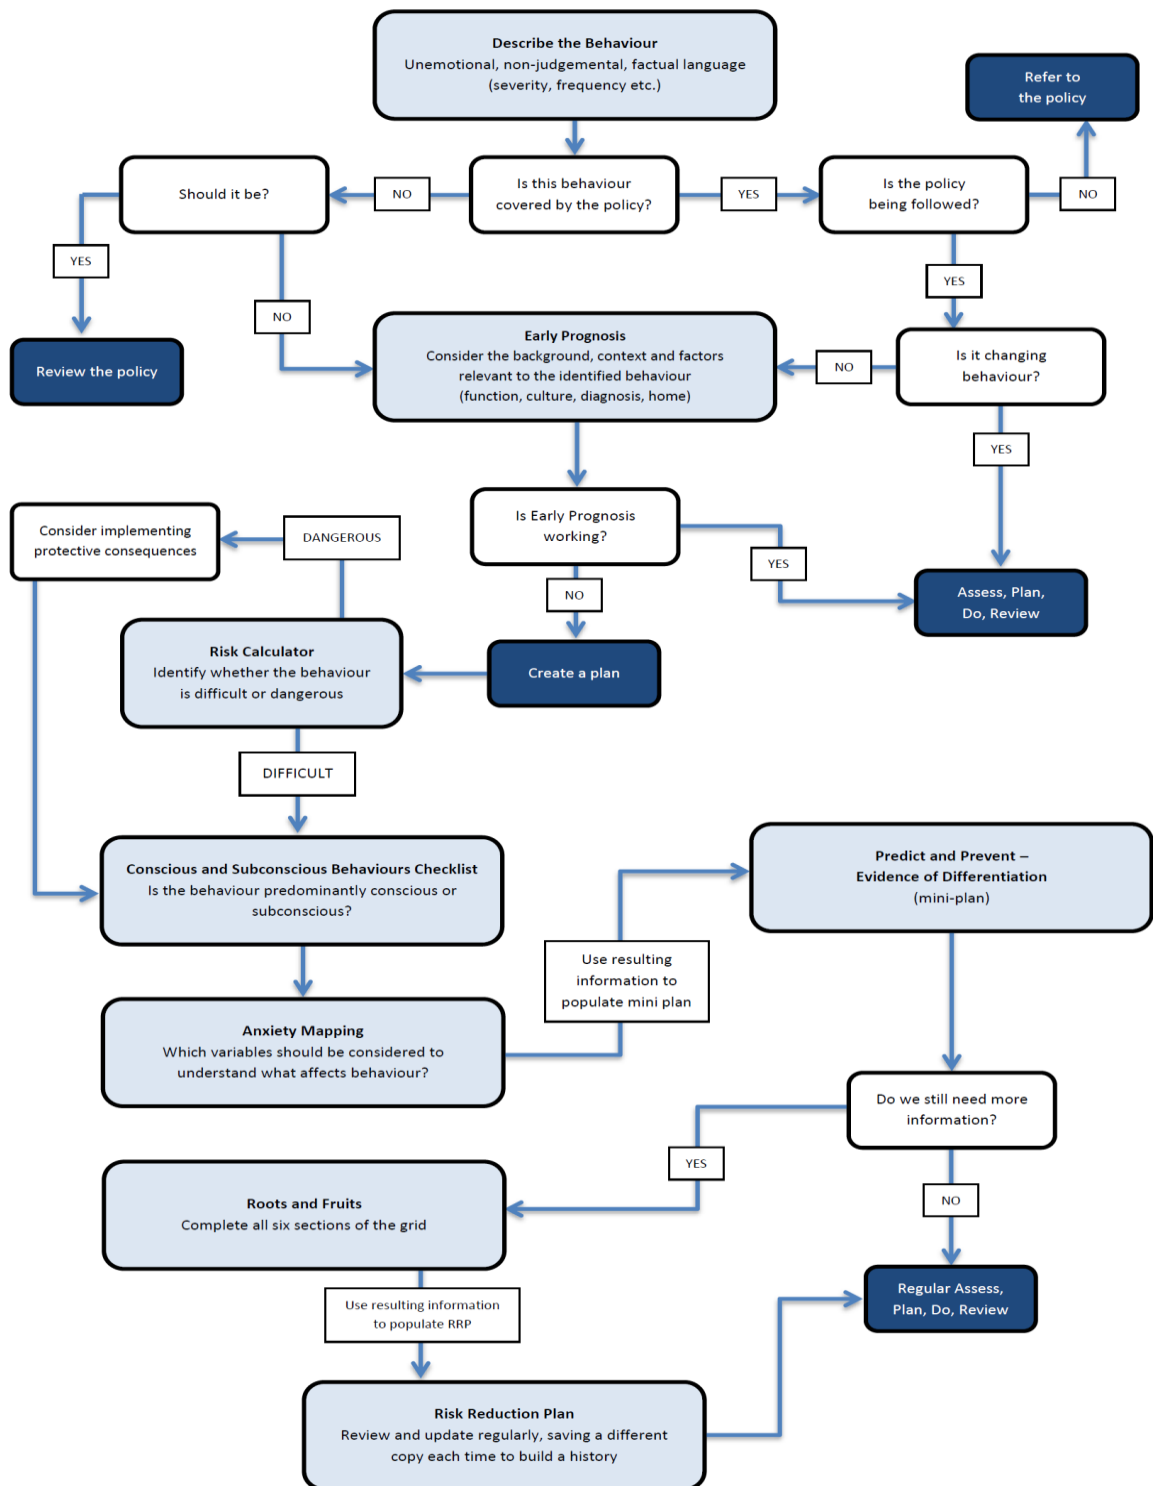 Describe the Behaviour
Unemotional, non-judgemental, factual language
(severity, frequency etc.)
Refer to
the policy
Should it be?
NO
Is this behaviour
covered by the policy?
YES
Is the policy
being followed?
NO
YES
YES
NO
Review the policy
Early Prognosis
Consider the background, context and factors
relevant to the identified behaviour
(function, culture, diagnosis, home)
NO
Is it changing
behaviour?
YES
Consider implementing
protective consequences
DANGEROUS
Is Early Prognosis
working?
YES
NO
Assess, Plan,
Do, Review
Risk Calculator
Identify whether the behaviour
is difficult or dangerous
Create a plan
DIFFICULT
Conscious and Subconscious Behaviours Checklist
Is the behaviour predominantly conscious or
subconscious?
Predict and Prevent –
Evidence of Differentiation
(mini-plan)
Use resulting
information to
populate mini plan
Anxiety Mapping
Which variables should be considered to
understand what affects behaviour?
Do we still need more
information?
YES
NO
Roots and Fruits
Complete all six sections of the grid
Use resulting information
to populate RRP
Regular Assess,
Plan, Do, Review
Risk Reduction Plan
Review and update regularly, saving a different
copy each time to build a history